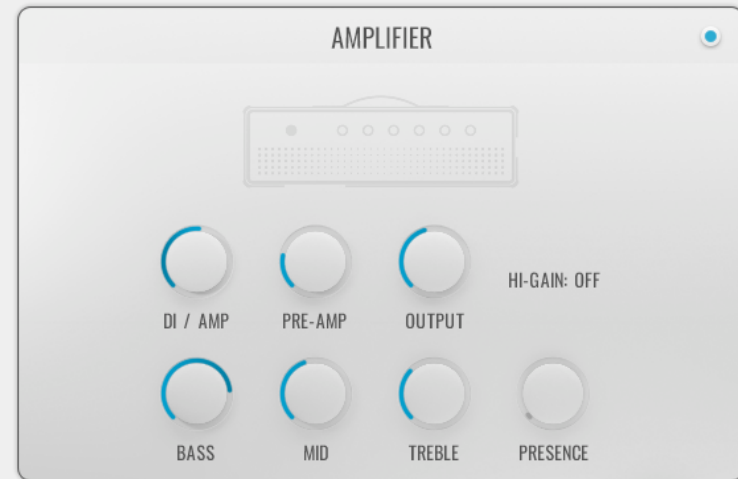 AMPLIFIER
HI-GAIN: OFF
DI / AMP
PRE-AMP
OUTPUT
BASS
MID
TREBLE
PRESENCE